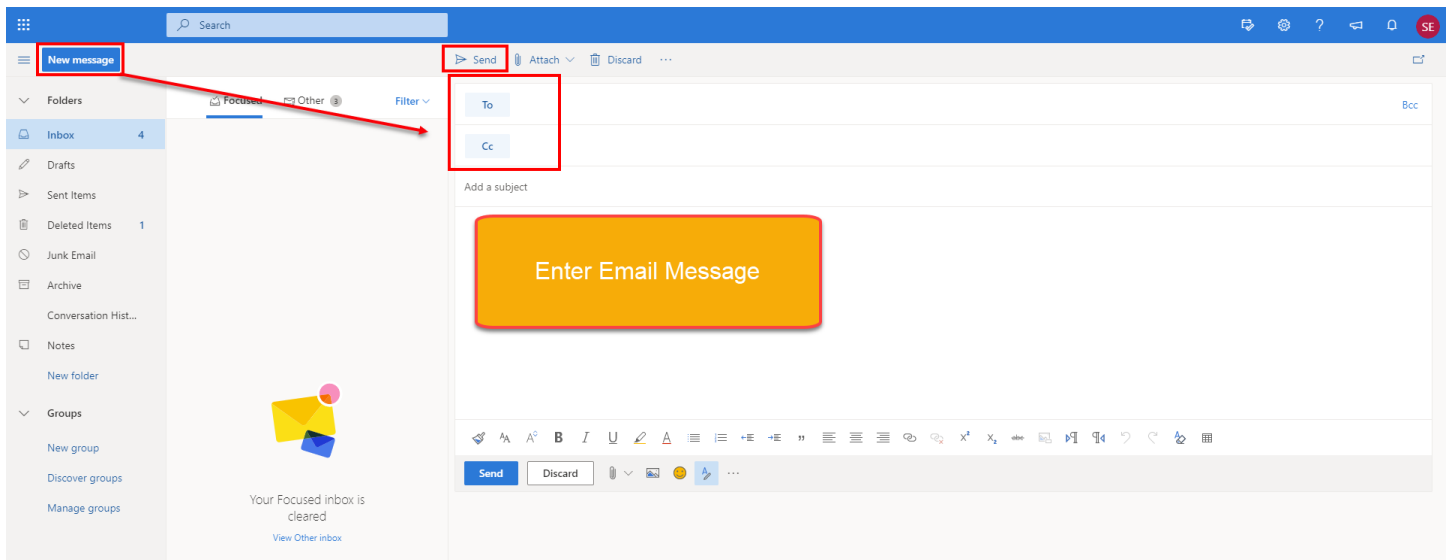 Search
SE
New message
Send Attach Discard ...
Folders
Focused Other 3 Filter
To
Bcc
Inbox 4
Cc
Drafts
Sent Items
Add a subject
Deleted Items 1
Junk Email
Enter Email Message
Archive
Conversation Hist...
Notes
New folder
Groups
New group
Send Discard ...
Discover groups
Your Focused inbox is
cleared
Manage groups
View Other inbox